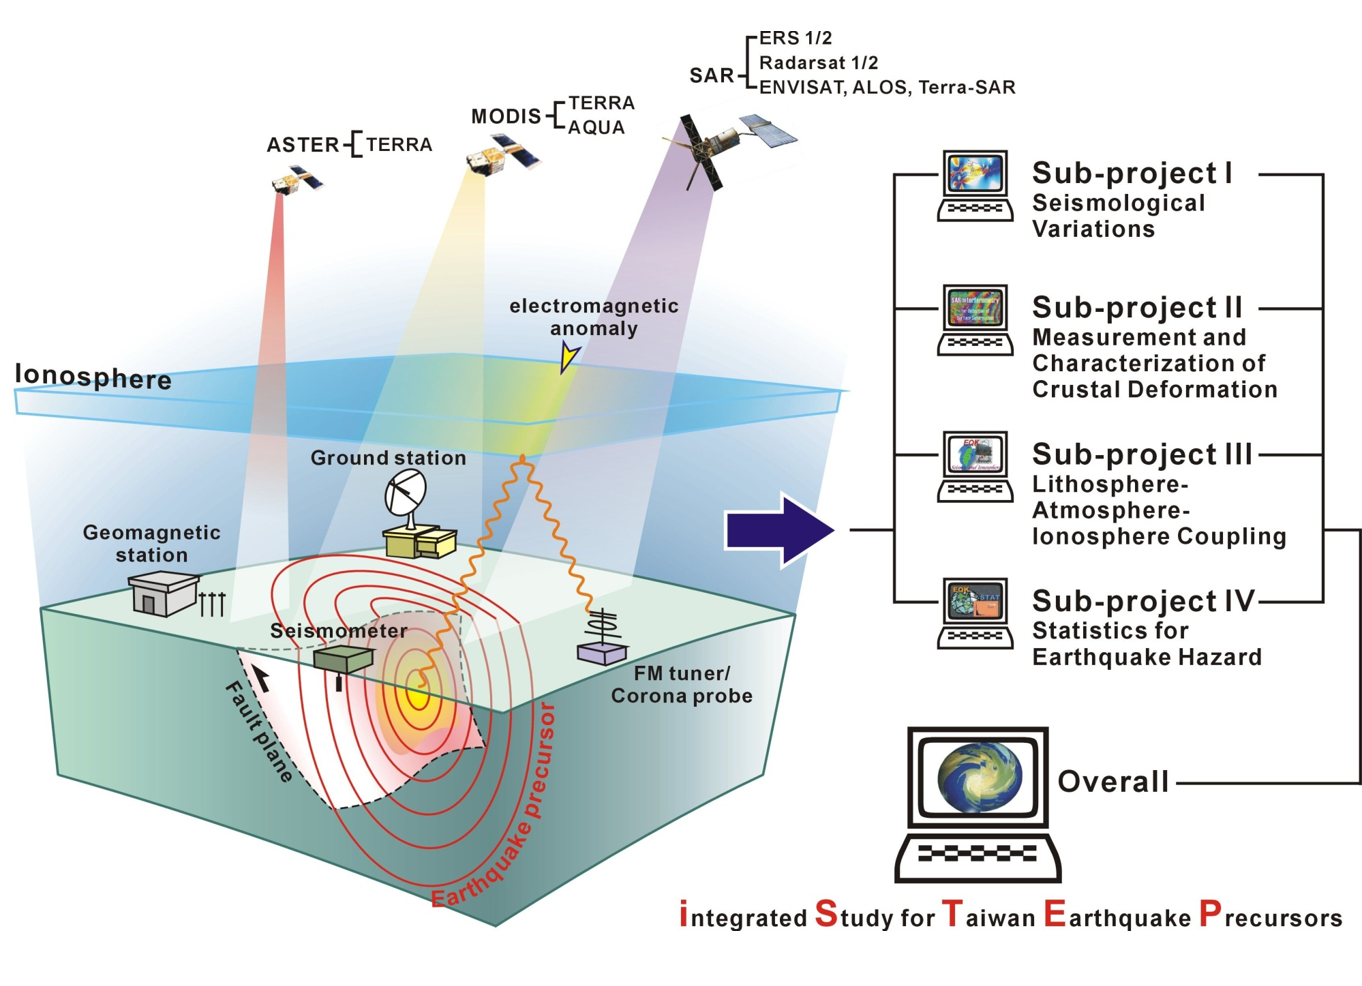 ERS 1/2
SAR
Radarsat 1/2
ENVISAT, ALOS, Terra-SAR
MODIS
TERRA
AQUA
ASTER
TERRA
electromagnetic
anomaly
Ionosphere
Ground station
Geomagnetic
station
Seismometer
FM tuner/
Corona probe
Fault plane
Earthquake precursor
Sub-project I
Seismological
Variations
Sub-project II
Measurement and
Characterization of
Crustal Deformation
EQK
Sub-project III
Lithosphere-
Atmosphere-
Ionosphere Coupling
EQK
STAT
Sub-project IV
Statistics for
Earthquake Hazard
Overall
integrated Study for Taiwan Earthquake Precursors